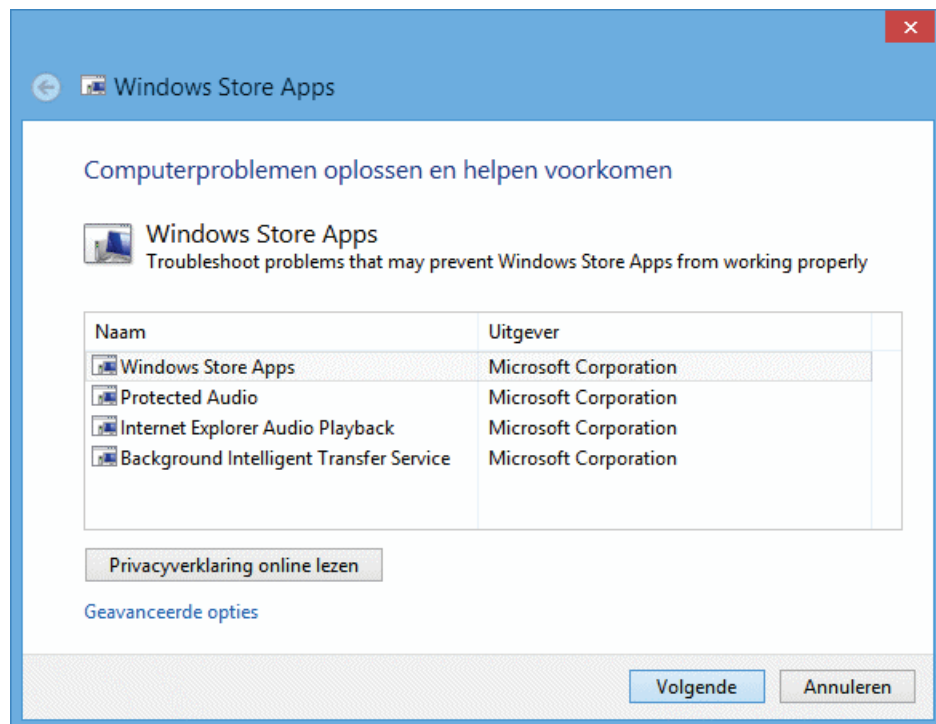 Windows Store Apps
Computerproblemen oplossen en helpen voorkomen
Windows Store Apps
Troubleshoot problems that may prevent Windows Store Apps from working properly
Naam Uitgever
Windows Store Apps Microsoft Corporation
Protected Audio Microsoft Corporation
Internet Explorer Audio Playback Microsoft Corporation
Background Intelligent Transfer Service Microsoft Corporation
Privacyverklaring online lezen
Geavanceerde opties
Volgende Annuleren